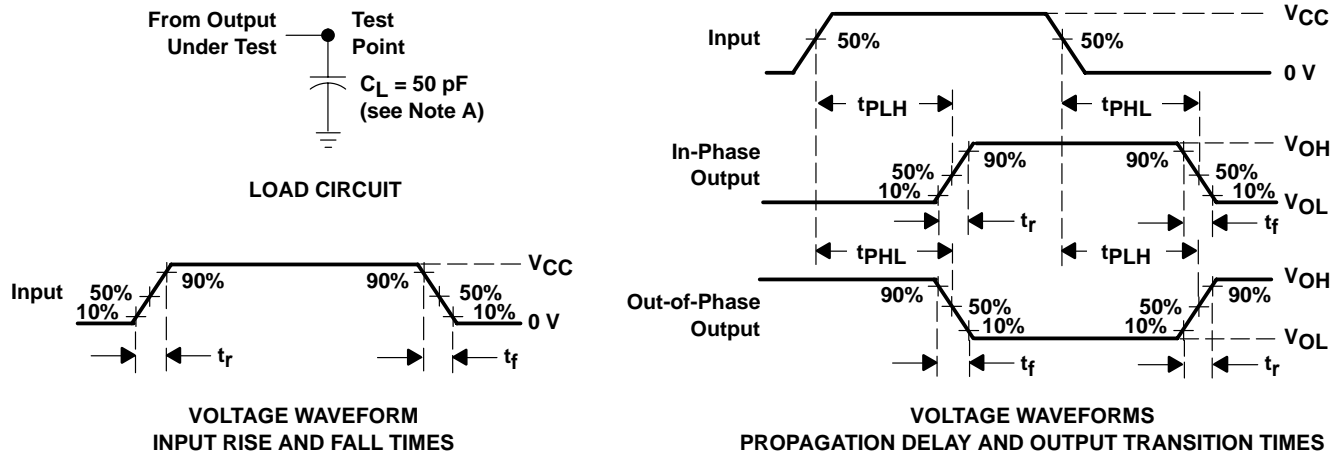 From Output
Under Test
Test
Point
CL = 50 pF
(see Note A)
LOAD CIRCUIT
Input
50%
10%
90%
90%
50%
10%
VCC
0 V
tr
tf
VOLTAGE WAVEFORM
INPUT RISE AND FALL TIMES
Input
50%
50%
VCC
0 V
tPLH
tPHL
In-Phase
Output
50%
10%
90%
90%
50%
10%
VOH
VOL
tr
tf
tPHL
tPLH
Out-of-Phase
Output
90%
50%
10%
50%
10%
90%
VOH
VOL
tf
tr
VOLTAGE WAVEFORMS
PROPAGATION DELAY AND OUTPUT TRANSITION TIMES